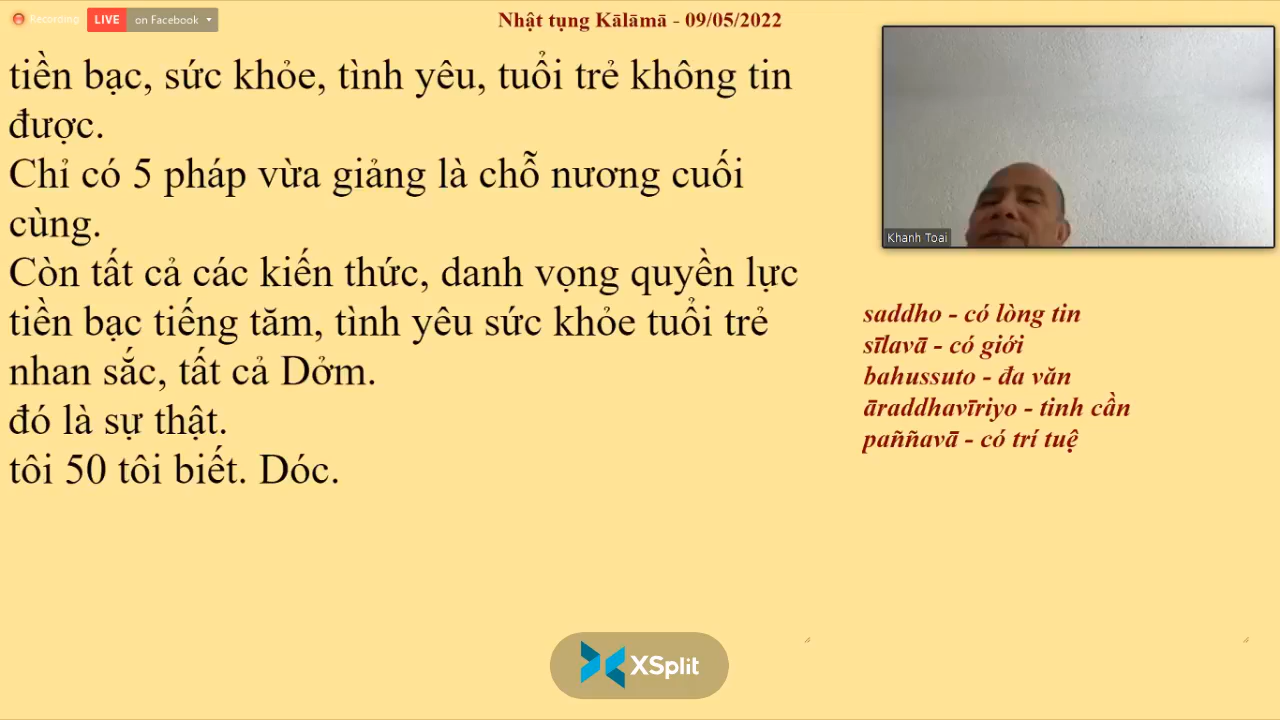 Recording
LIVE on Facebook
Nhật tụng Kālāmā - 09/05/2022
tiền bạc, sức khỏe, tình yêu, tuổi trẻ không tin
được.
Chỉ có 5 pháp vừa giảng là chỗ nương cuối
cùng.
Còn tất cả các kiến thức, danh vọng quyền lực
tiền bạc tiếng tăm, tình yêu sức khỏe tuổi trẻ
nhan sắc, tất cả Dởm.
đó là sự thật.
tôi 50 tôi biết. Dóc.
Khanh Toai
saddho - có lòng tin
sīlavā - có giới
bahussuto - đa văn
āraddhavīriyo - tinh cần
paññavā - có trí tuệ
XSplit